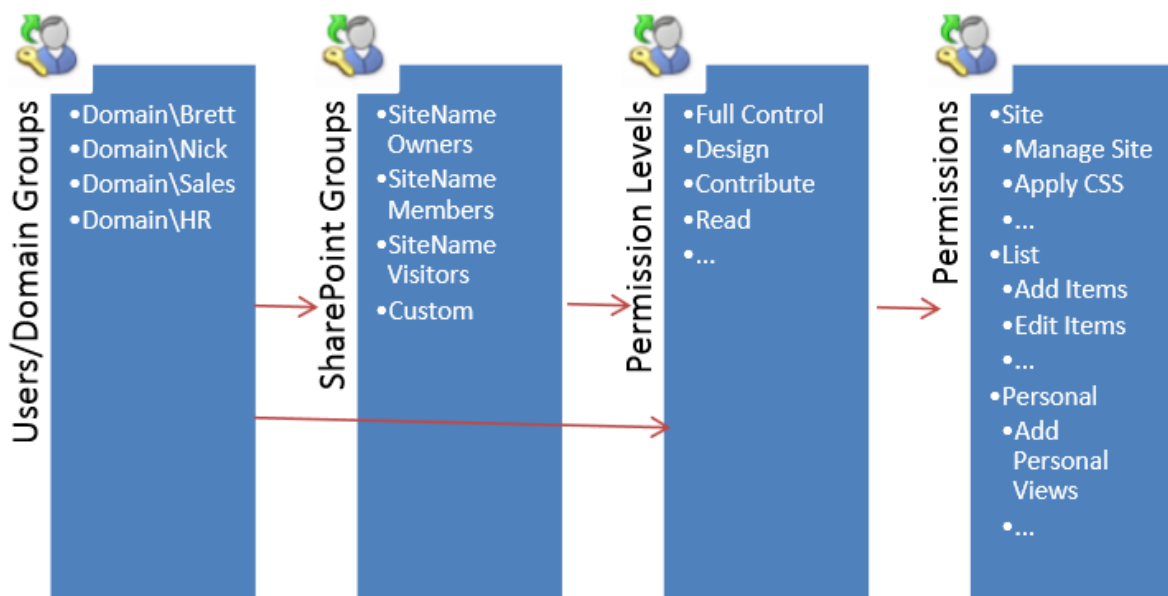 Users/Domain Groups
•Domain\Brett
•Domain\Nick
•Domain\Sales
•Domain\HR
SharePoint Groups
•SiteName
Owners
•SiteName
Members
•SiteName
Visitors
•Custom
Permission Levels
•Full Control
•Design
•Contribute
•Read
•...
Permissions
•Site
•Manage Site
•Apply CSS
•...
•List
•Add Items
•Edit Items
•...
•Personal
•Add
Personal
Views
•...